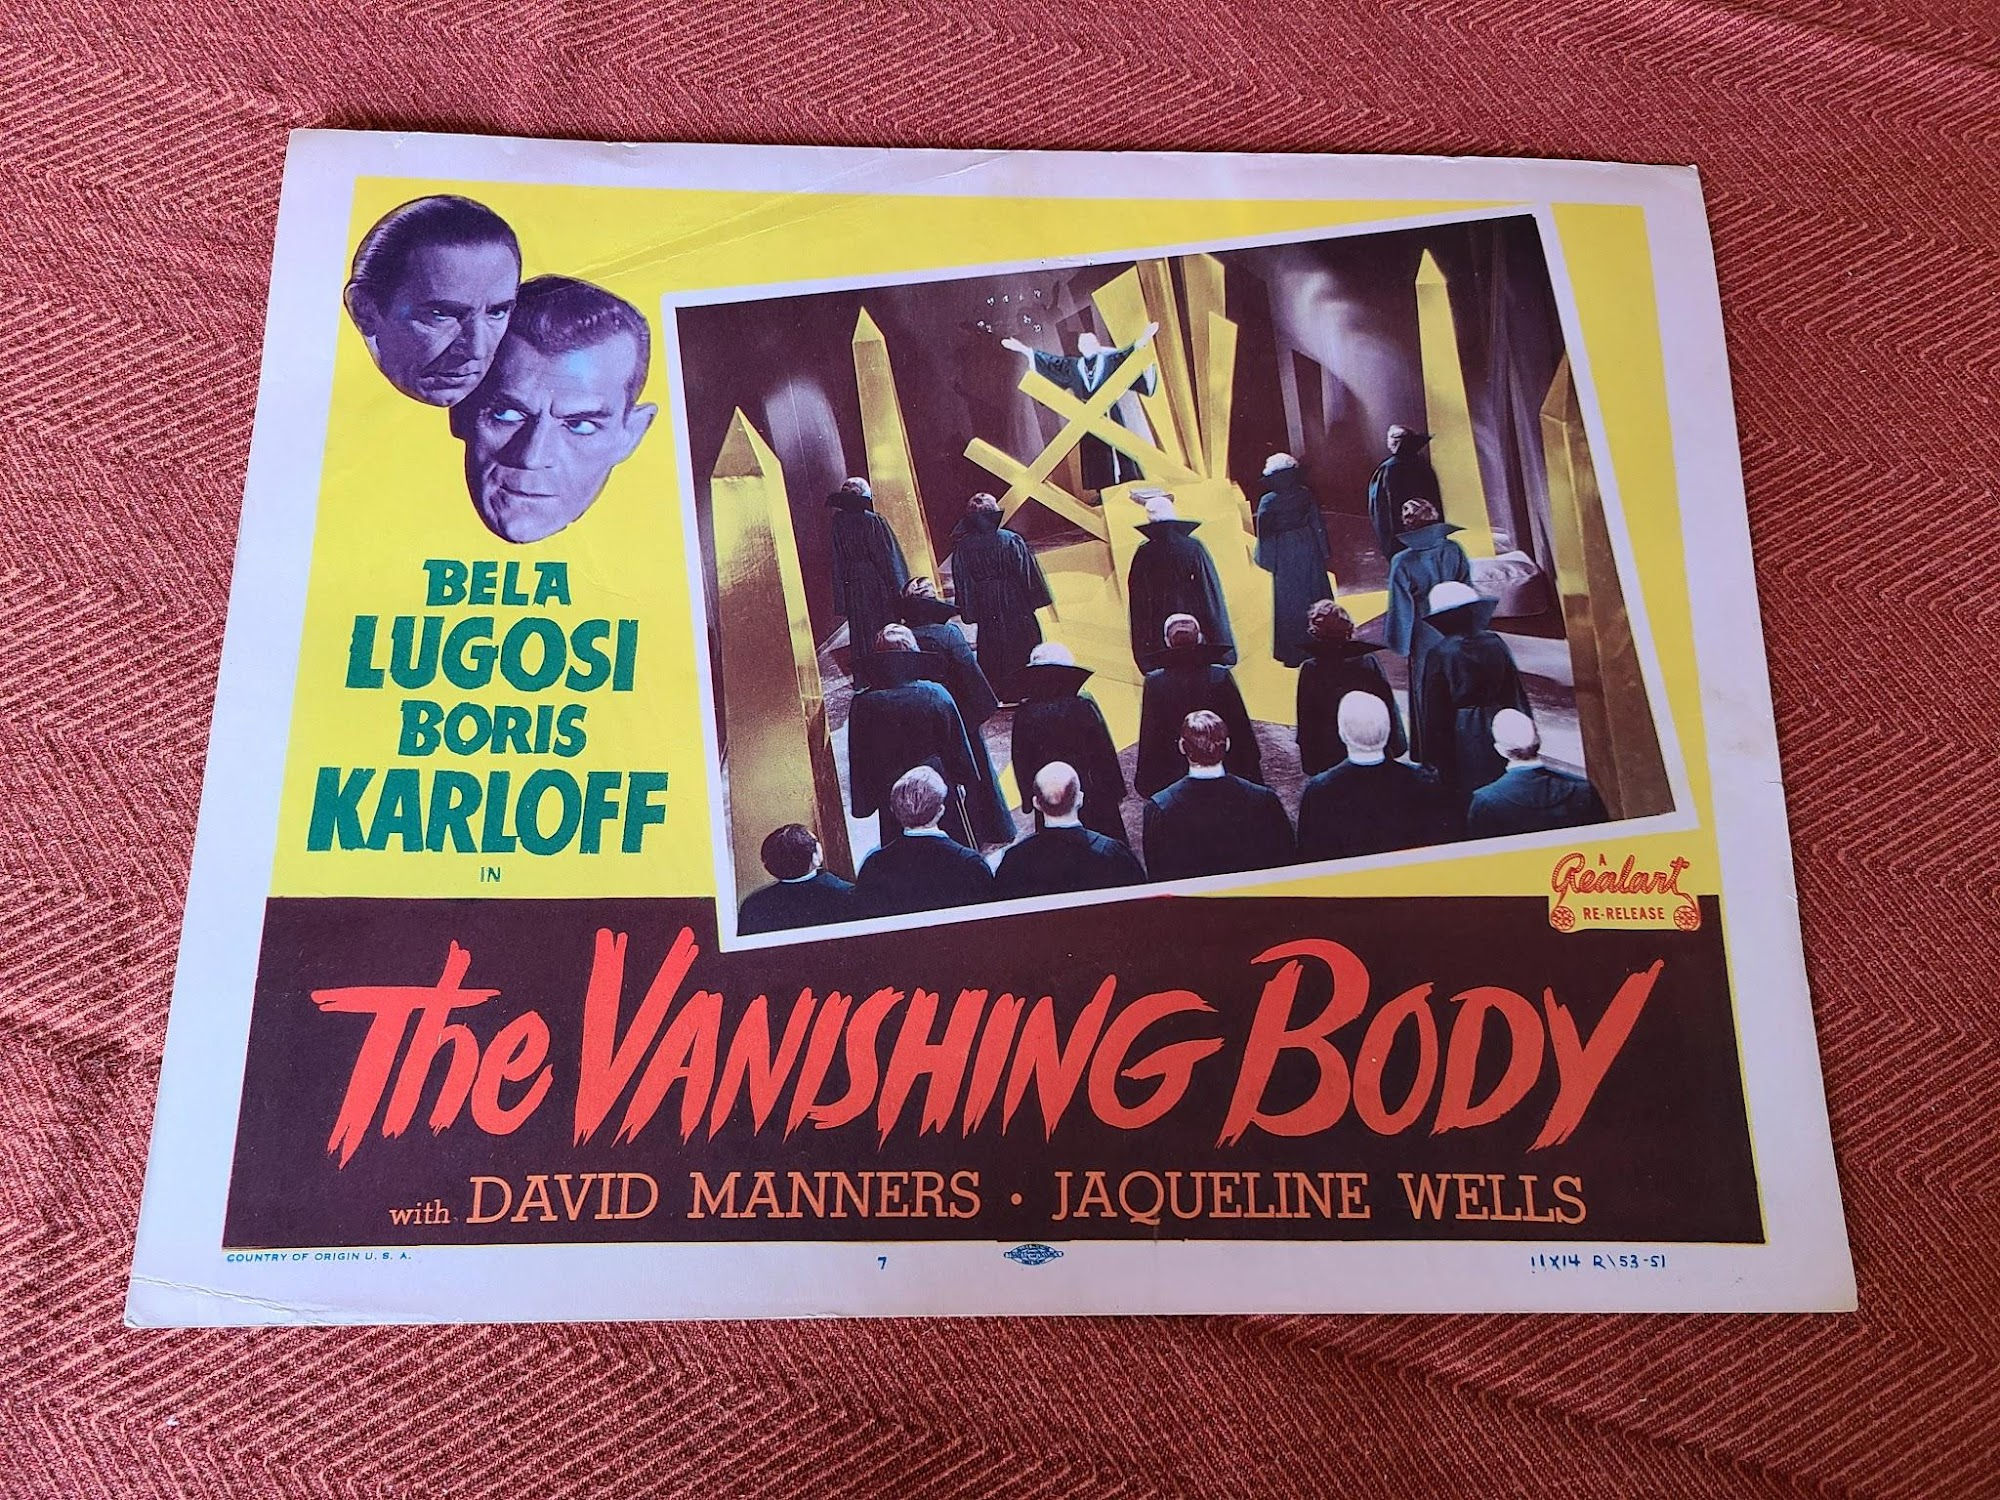 BELA
LUGOSI
BORIS
KARLOFF
IN
A
Realart
RE-RELEASE
The VANISHING BODY
with DAVID MANNERS • JAQUELINE WELLS
COUNTRY OF ORIGIN U. S. A.
7
11X14 R\53-51